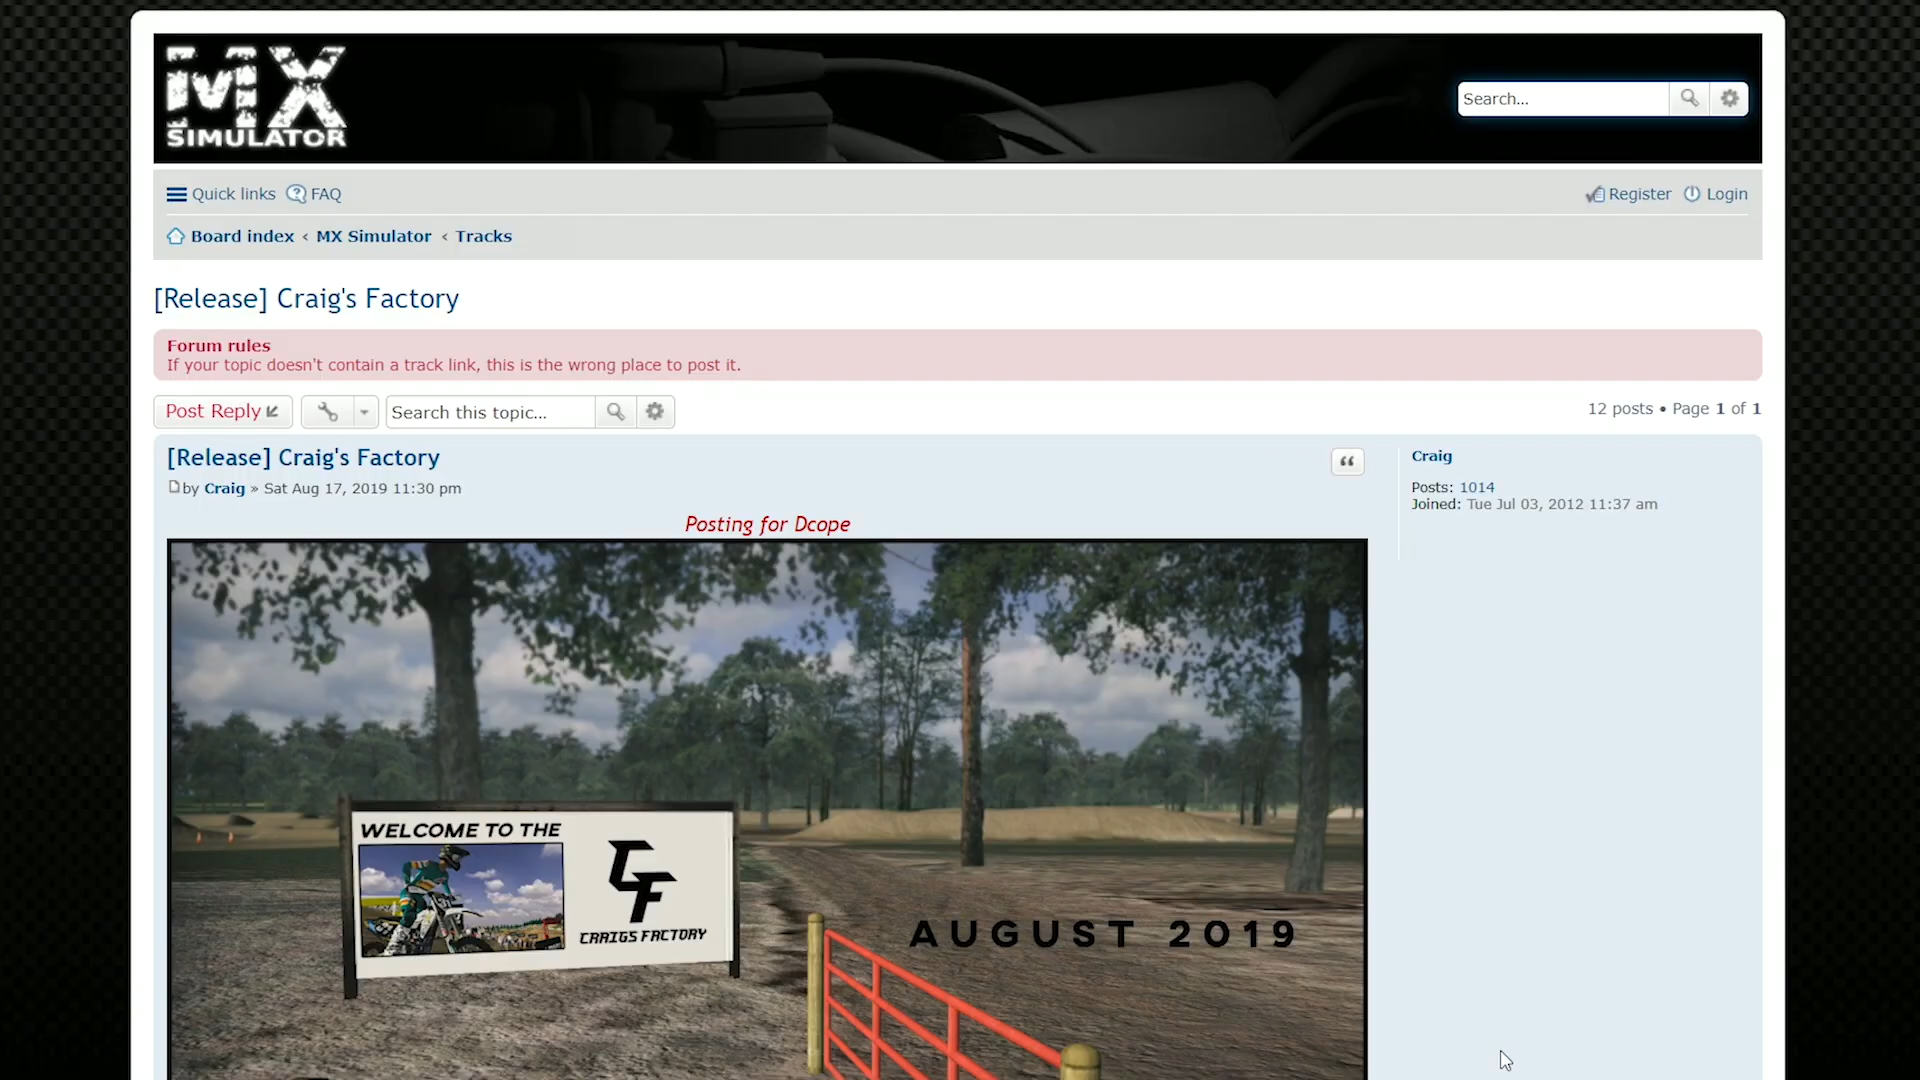 MX
SIMULATOR
Search...
Quick links
FAQ
Register
Login
Board index ‹ MX Simulator ‹ Tracks
[Release] Craig's Factory
Forum rules
If your topic doesn't contain a track link, this is the wrong place to post it.
Post Reply
Search this topic...
12 posts • Page 1 of 1
[Release] Craig's Factory
by Craig » Sat Aug 17, 2019 11:30 pm
Craig
Posts: 1014
Joined: Tue Jul 03, 2012 11:37 am
Posting for Dcope
WELCOME TO THE
CF
CRAIGS FACTORY
AUGUST 2019